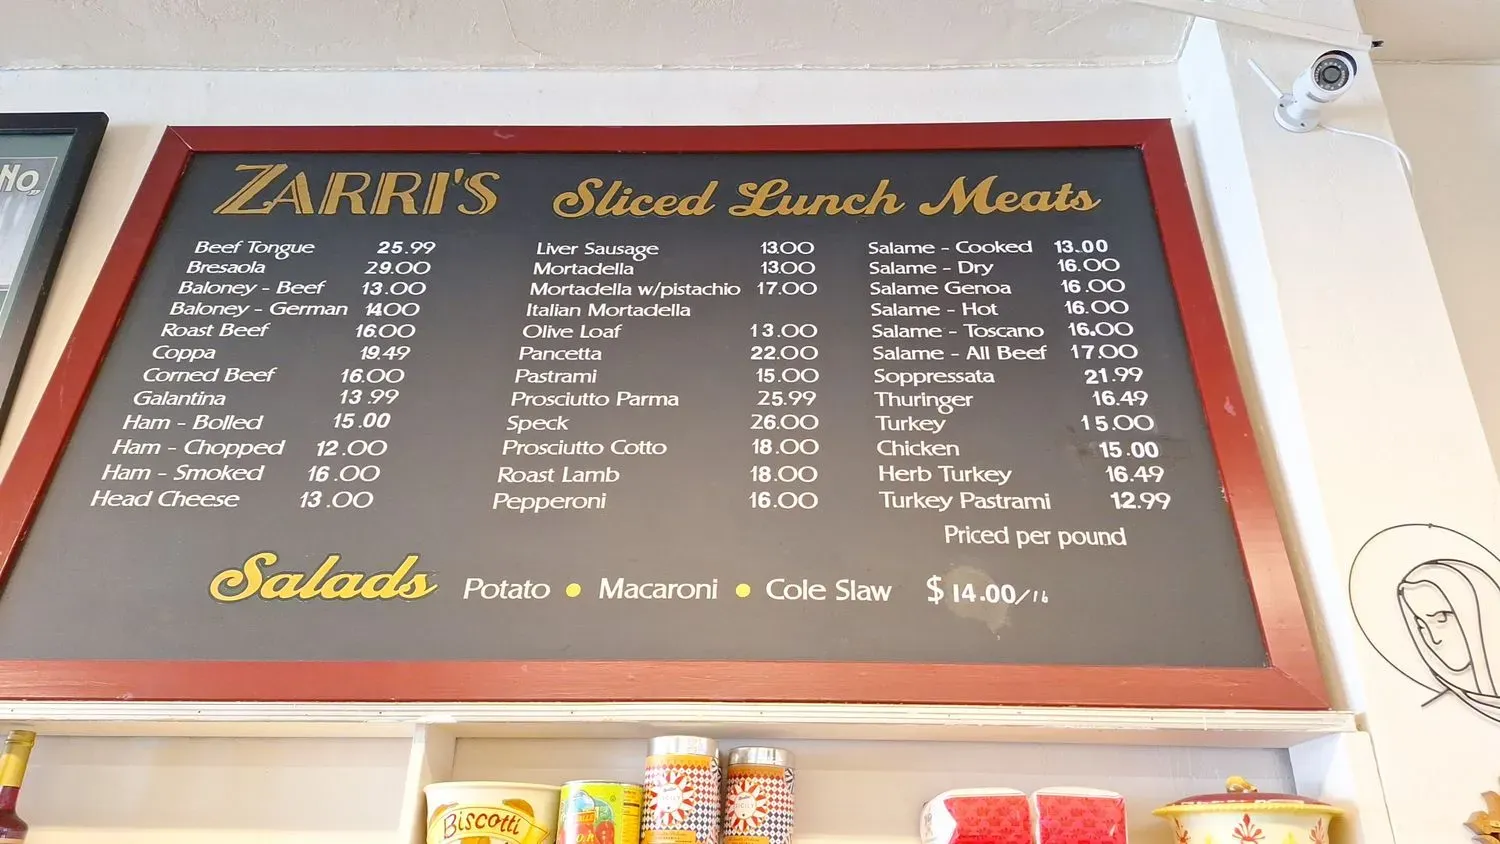 No
ZARRI'S Sliced Lunch Meats
Beef Tongue 25.99
Bresaola 29.00
Baloney - Beef 13.00
Baloney - German 14.00
Roast Beef 16.00
Coppa 19.49
Corned Beef 16.00
Galantina 13.99
Ham - Bolled 15.00
Ham - Chopped 12.00
Ham - Smoked 16.00
Head Cheese 13.00
Liver Sausage 13.00
Mortadella 13.00
Mortadella w/pistachio 17.00
Italian Mortadella
Olive Loaf 13.00
Pancetta 22.00
Pastrami 15.00
Prosciutto Parma 25.99
Speck 26.00
Prosciutto Cotto 18.00
Roast Lamb 18.00
Pepperoni 16.00
Salame - Cooked 13.00
Salame - Dry 16.00
Salame Genoa 16.00
Salame - Hot 16.00
Salame - Toscano 16.00
Salame - All Beef 17.00
Soppressata 21.99
Thuringer 16.49
Turkey 15.00
Chicken 15.00
Herb Turkey 16.49
Turkey Pastrami 12.99
Priced per pound
Salads Potato • Macaroni • Cole Slaw $14.00/lb
Biscotti
SICILY
SICILY